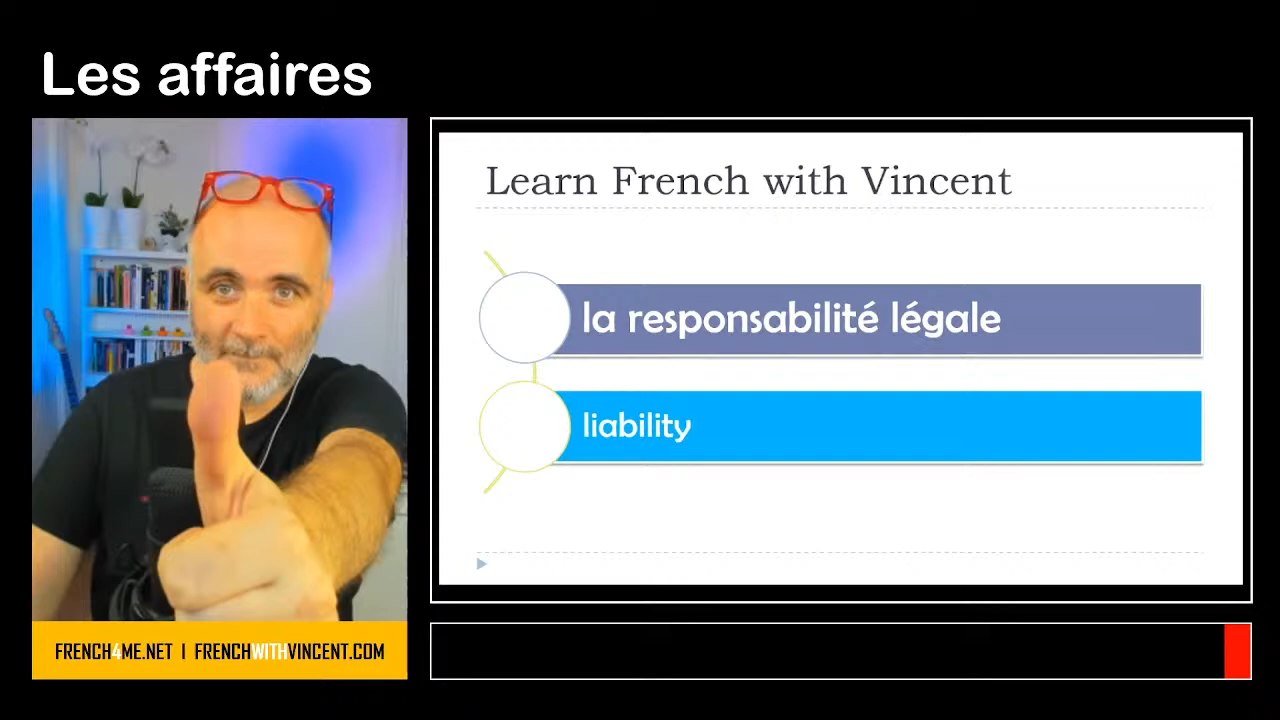 Les affaires
Learn French with Vincent
la responsabilité légale
liability
FRENCH4ME.NET I FRENCHWITHVINCENT.COM